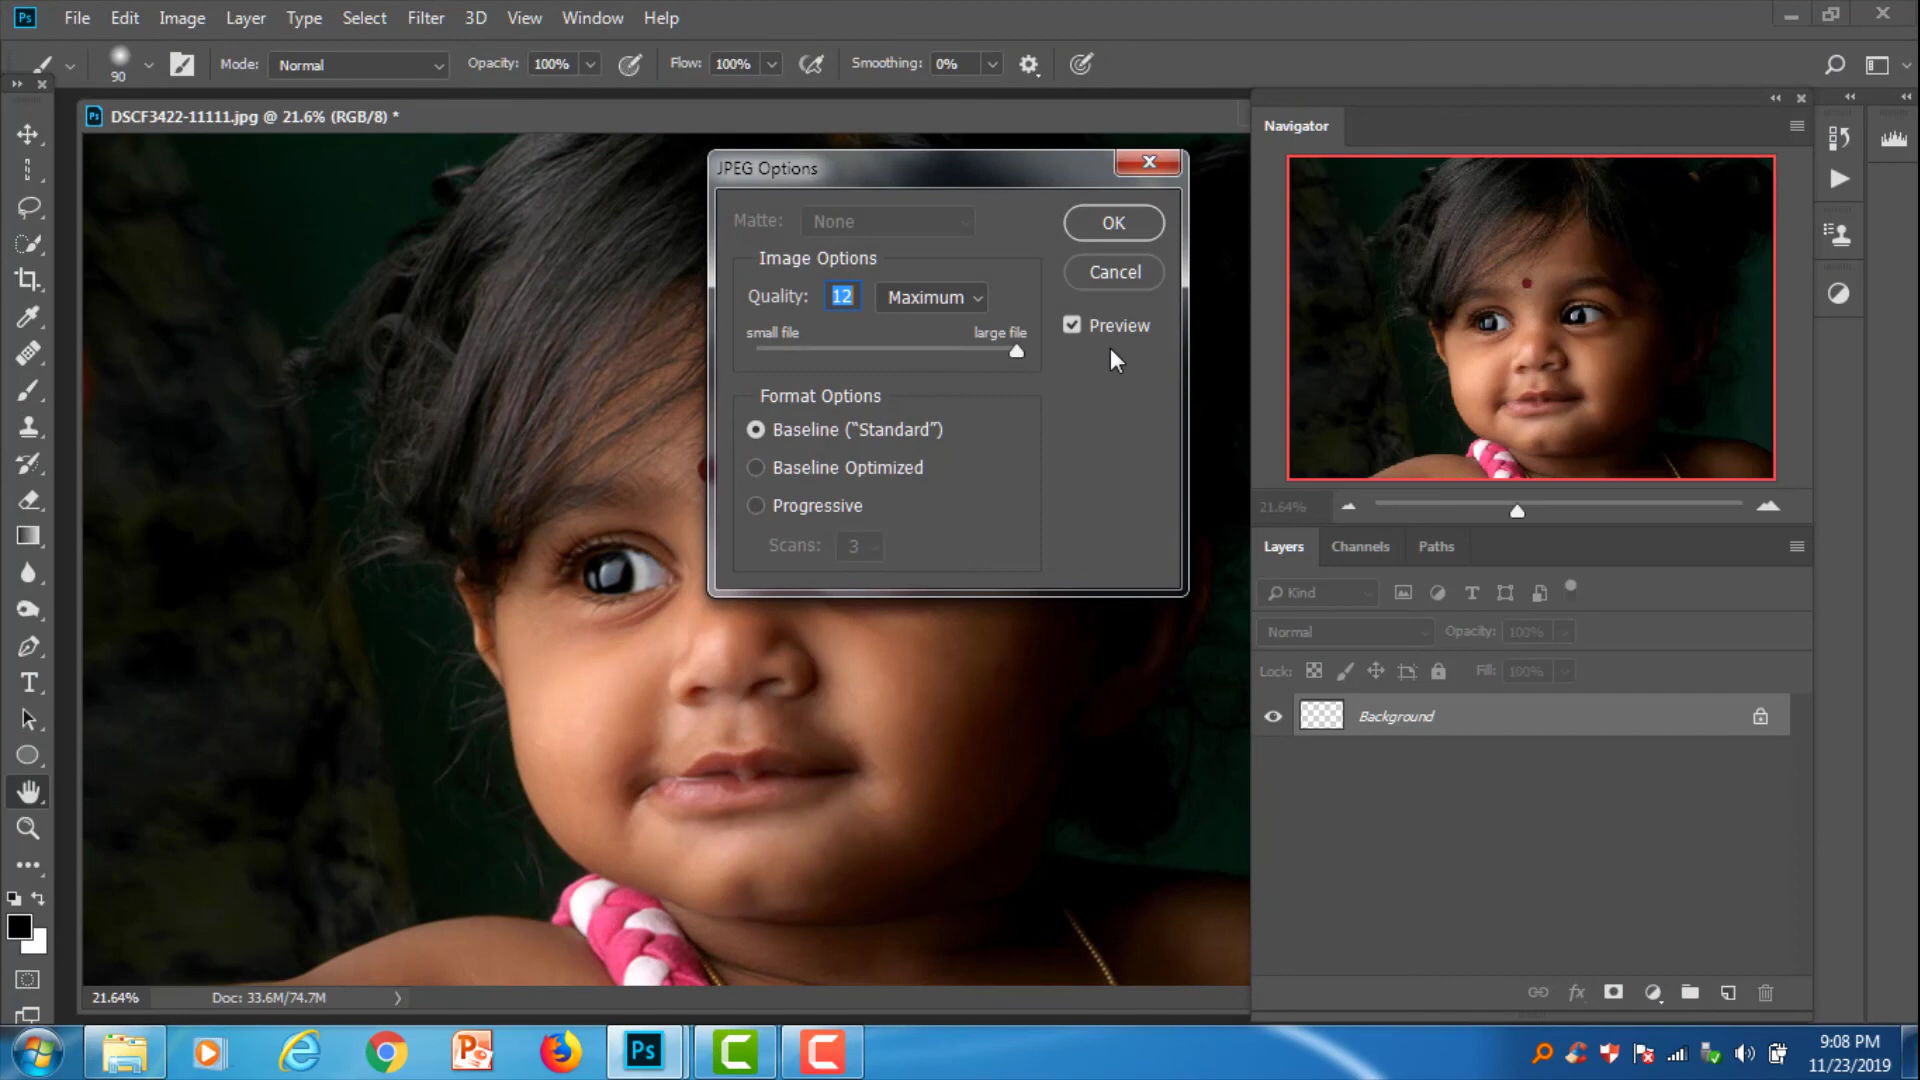 Ps File Edit Image Layer Type Select Filter 3D View Window Help
90 Mode: Normal Opacity: 100% Flow: 100% Smoothing: 0%
DSCF3422-11111.jpg @ 21.6% (RGB/8) *
JPEG Options
Matte: None
OK
Image Options
Cancel
Quality: 12 Maximum
small file large file
Preview
Format Options
Baseline (“Standard”)
Baseline Optimized
Progressive
Scans: 3
Navigator
21.64%
Layers Channels Paths
Kind
Normal Opacity: 100%
Lock: Fill: 100%
Background
fx
21.64% Doc: 33.6M/74.7M
Ps
9:08 PM
11/23/2019